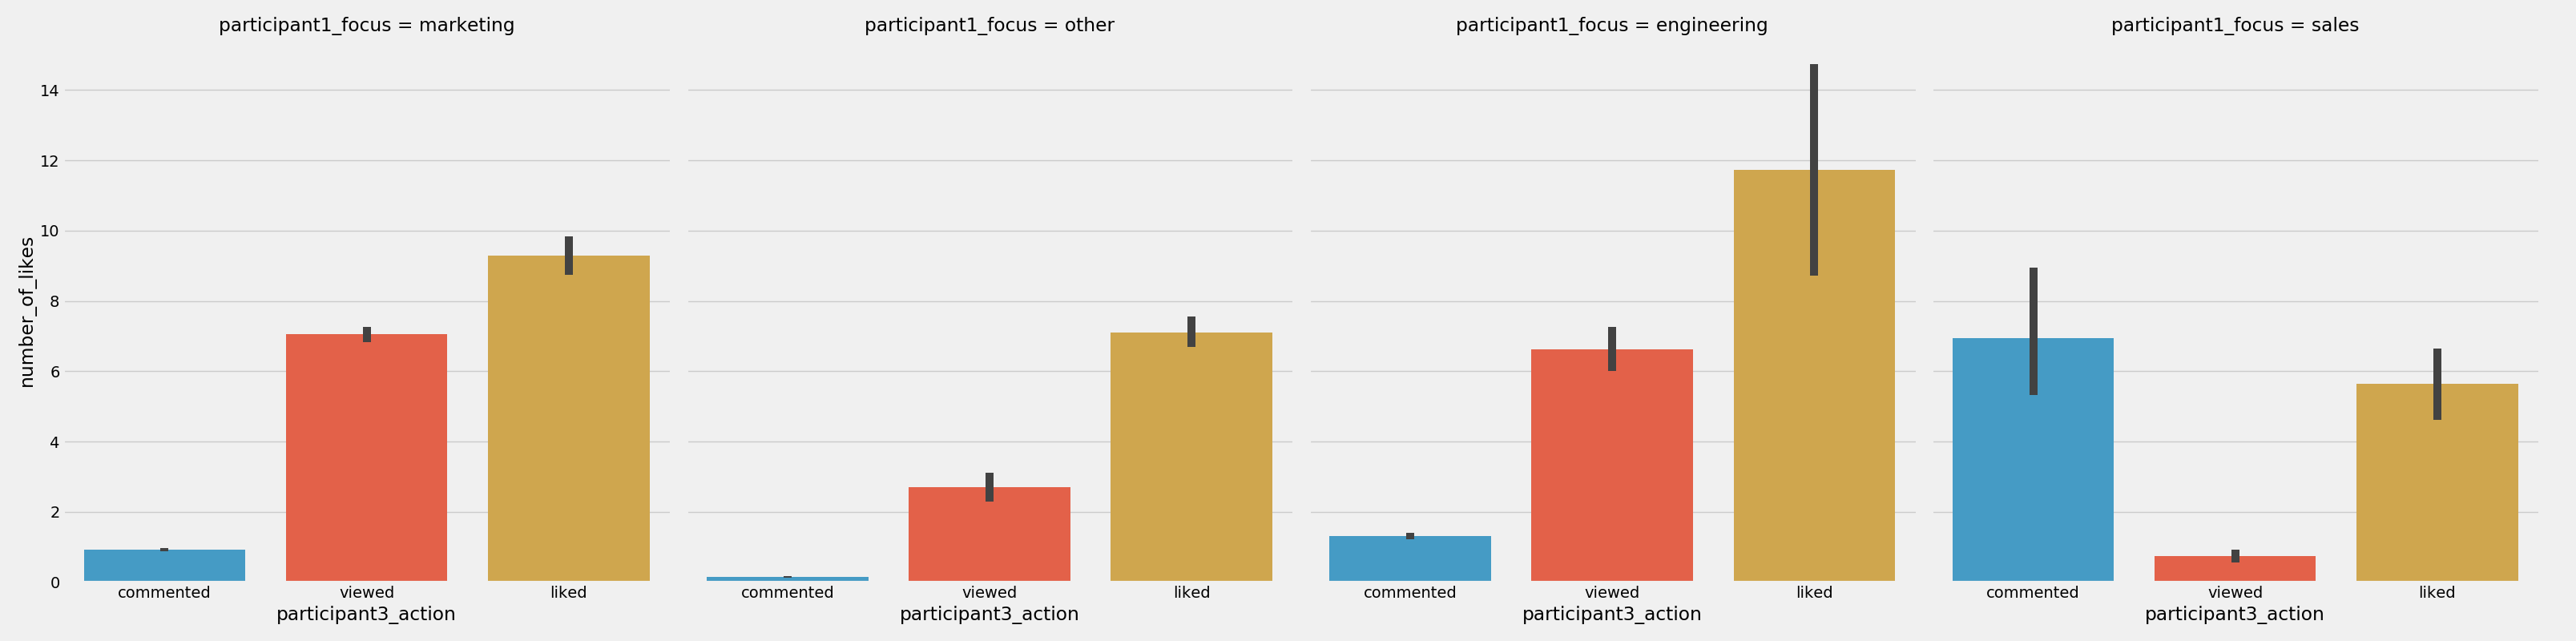 participant1_focus = marketing
participant1_focus = other
participant1_focus = engineering
participant1_focus = sales
number_of_likes
14
12
10
8
6
4
2
0
commented viewed liked
participant3_action
commented viewed liked
participant3_action
commented viewed liked
participant3_action
commented viewed liked
participant3_action